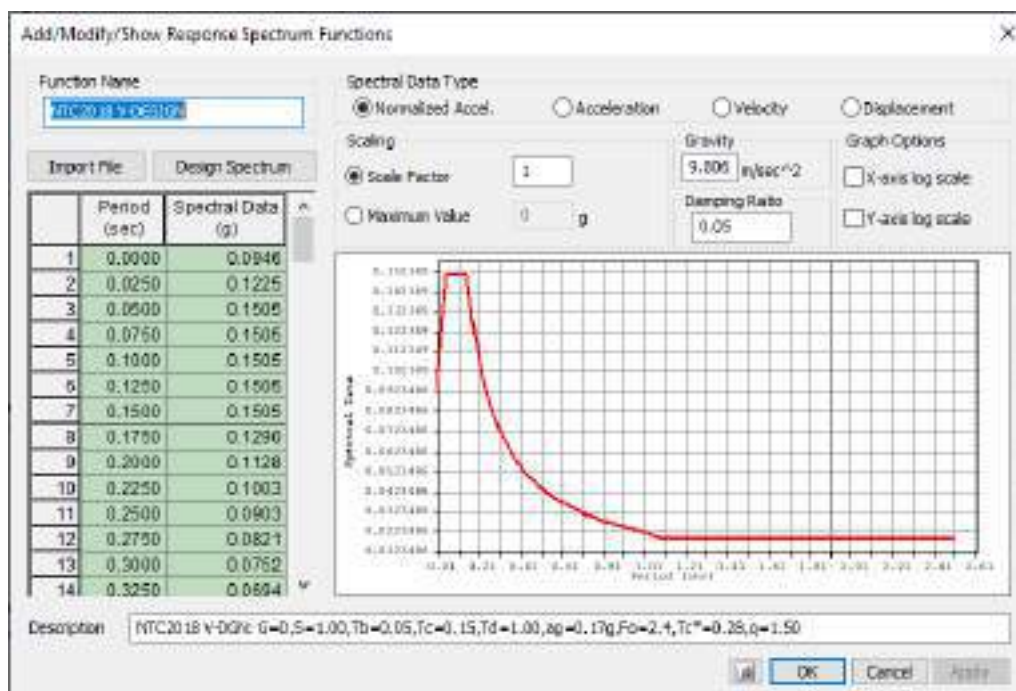 Add/Modify/Show Response Spectrum Functions
Function Name
NTC2018 V-DESIGN
Import File
Design Spectrum
Spectral Data Type
Normalized Accel.
Acceleration
Velocity
Displacement
Scaling
Scale Factor
1
Maximum Value
0 g
Gravity
9.806 m/sec^2
Damping Ratio
0.05
Graph Options
X-axis log scale
Y-axis log scale
Period (sec) Spectral Data (g)
1 0.0000 0.0946
2 0.0250 0.1225
3 0.0500 0.1505
4 0.0750 0.1505
5 0.1000 0.1505
6 0.1250 0.1505
7 0.1500 0.1505
8 0.1750 0.1290
9 0.2000 0.1128
10 0.2250 0.1003
11 0.2500 0.0903
12 0.2750 0.0821
13 0.3000 0.0752
14 0.3250 0.0694
Spectral Data
Period (sec)
Description
NTC2018 V-DGN: G=D,S=1.00,Tb=0.05,Tc=0.15,Td=1.00,ag=0.17g,Fo=2.4,Tc*=0.28,q=1.50
OK
Cancel
Apply